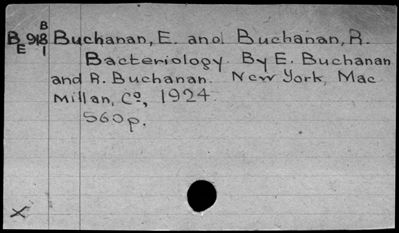 B
B 918 Buchanan, E. and Buchanan, R.
E 1
Bacteriology. By E. Buchanan
and R. Buchanan. New York, Mac
Millan, Co, 1924.
560p.
X